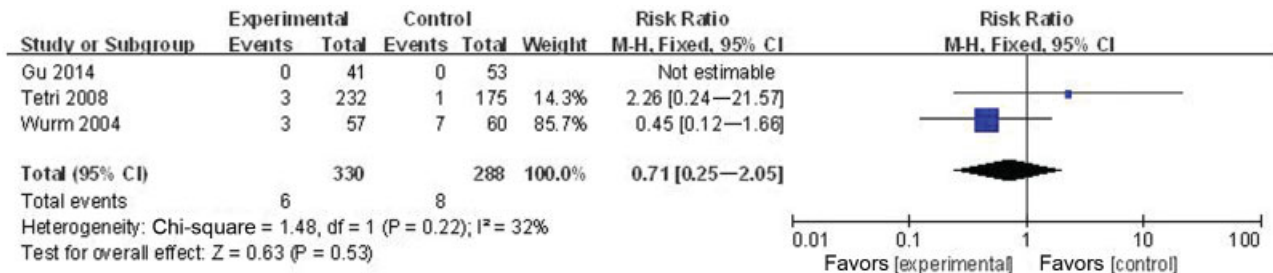 Experimental Control Risk Ratio Risk Ratio
Study or Subgroup Events Total Events Total Weight M-H, Fixed, 95% CI M-H, Fixed, 95% CI
Gu 2014 0 41 0 53 Not estimable
Tetri 2008 3 232 1 175 14.3% 2.26 [0.24—21.57]
Wurm 2004 3 57 7 60 85.7% 0.45 [0.12—1.66]
Total (95% CI) 330 288 100.0% 0.71 [0.25—2.05]
Total events 6 8
Heterogeneity: Chi-square = 1.48, df = 1 (P = 0.22); I² = 32%
Test for overall effect: Z = 0.63 (P = 0.53)
0.01 0.1 1 10 100
Favors [experimental] Favors [control]